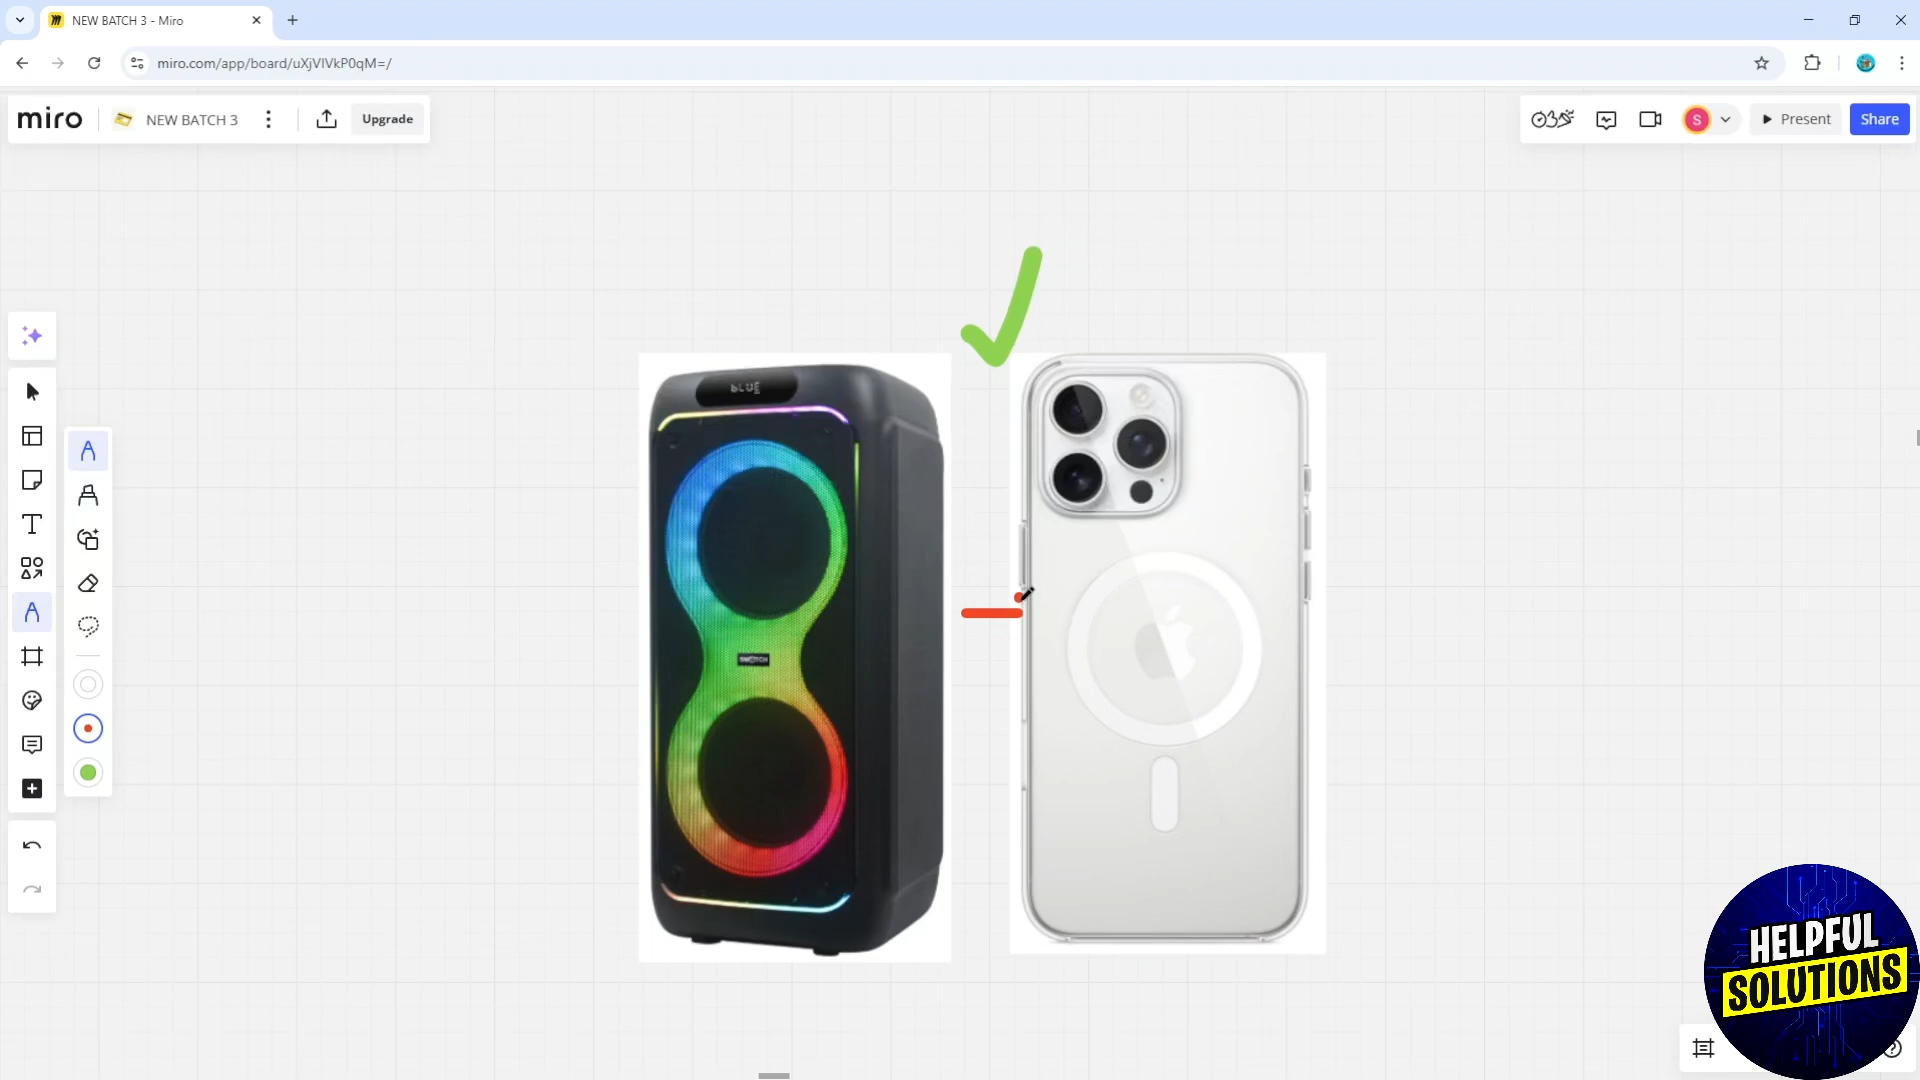 NEW BATCH 3 - Miro
miro.com/app/board/uXjVIVkP0qM=/
miro
NEW BATCH 3
Upgrade
S
Present
Share
BLUE
HELPFUL
SOLUTIONS